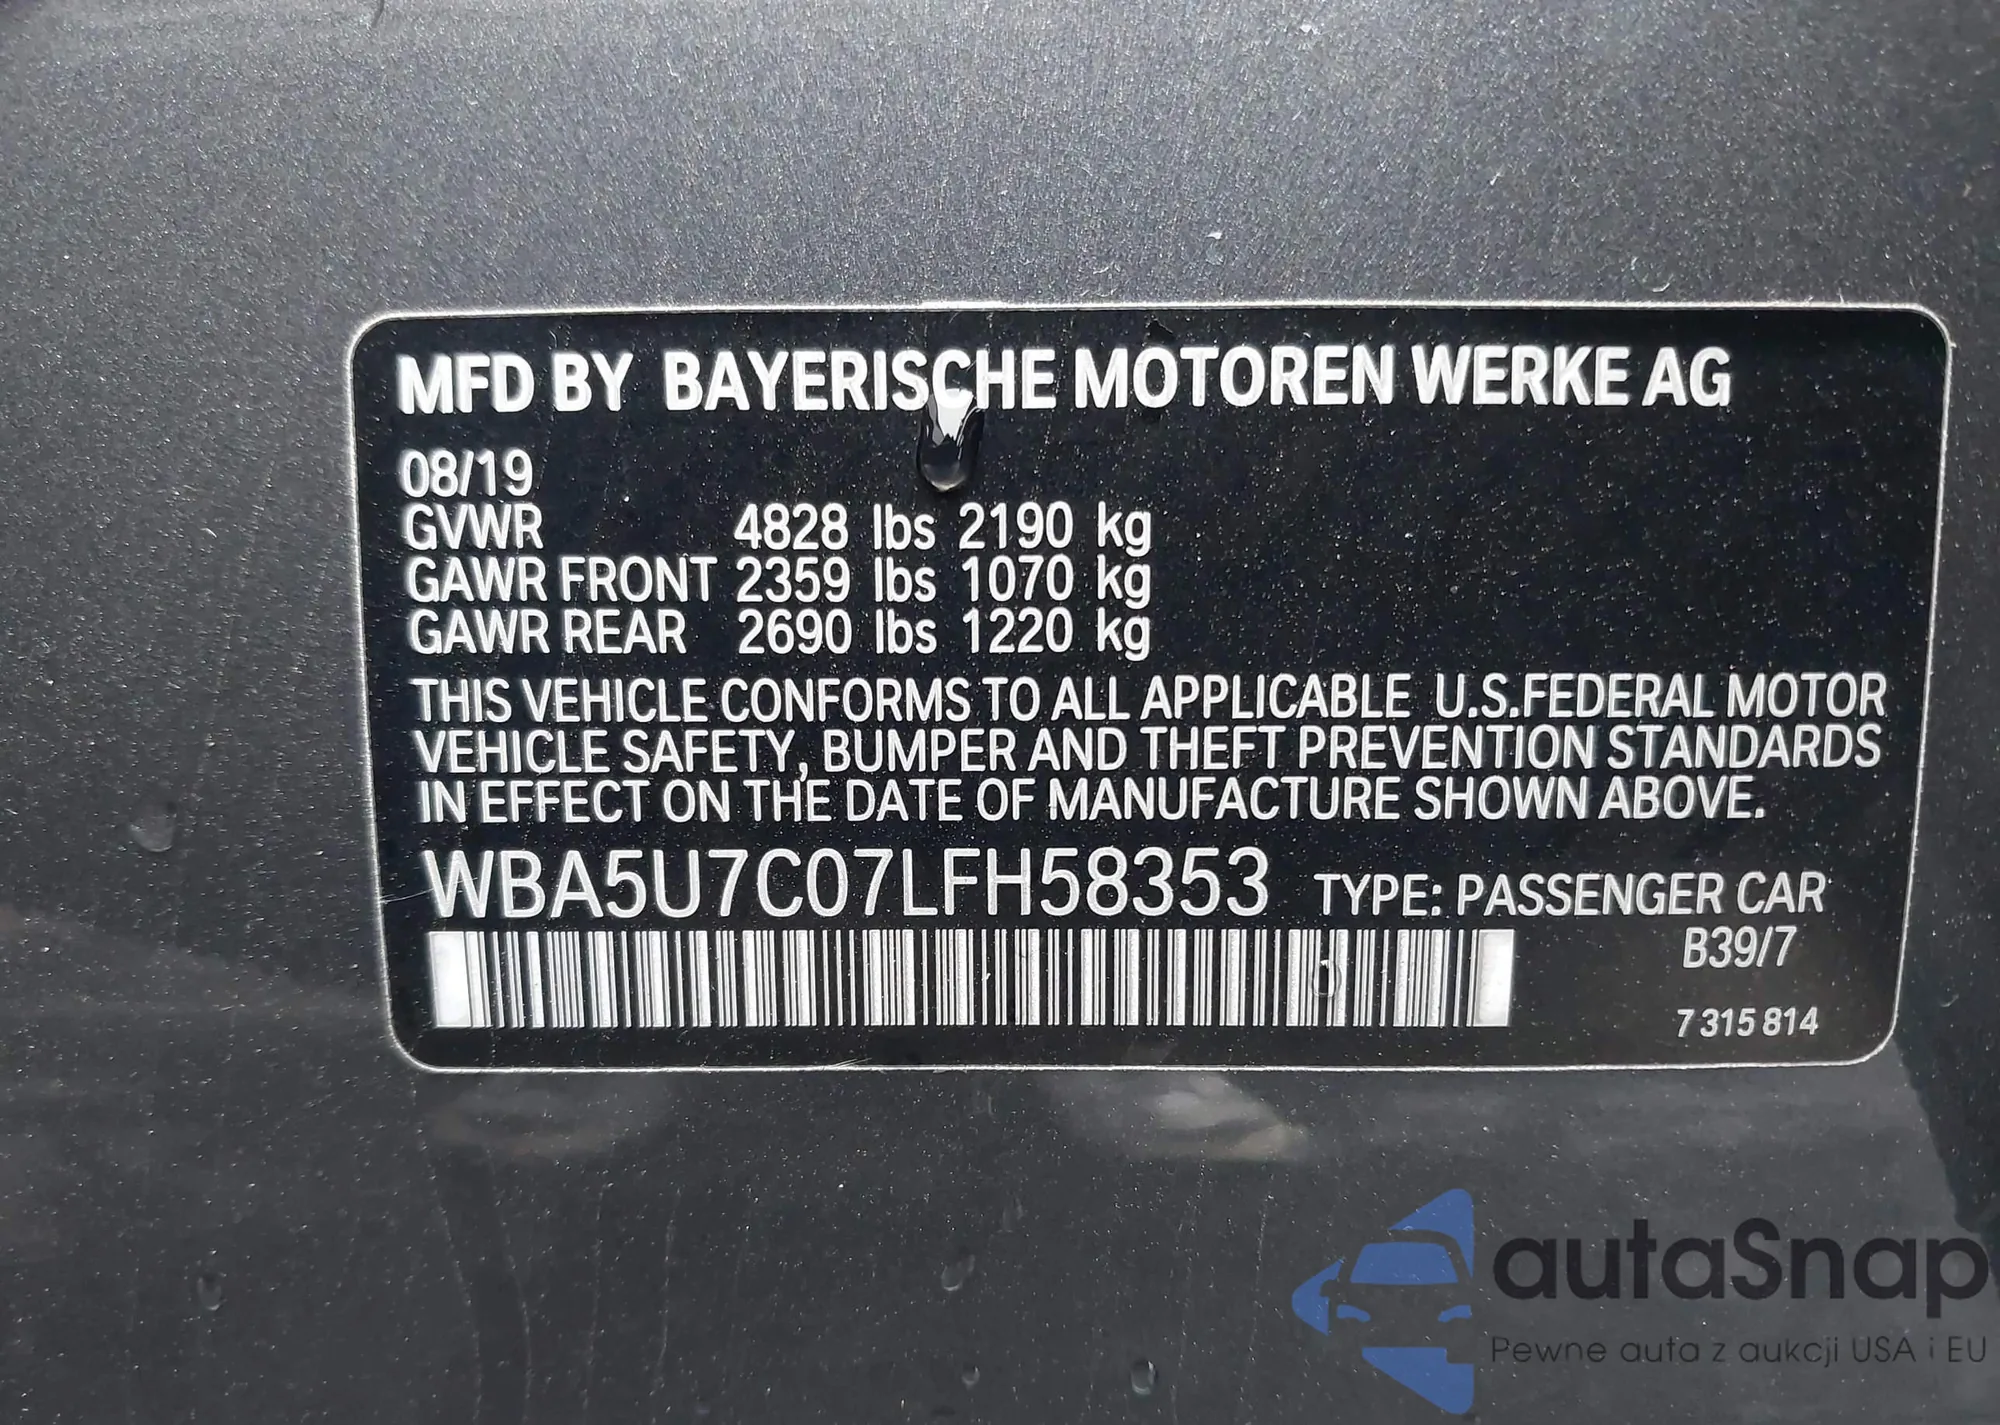 MFD BY BAYERISCHE MOTOREN WERKE AG
08/19
GVWR 4828 lbs 2190 kg
GAWR FRONT 2359 lbs 1070 kg
GAWR REAR 2690 lbs 1220 kg
THIS VEHICLE CONFORMS TO ALL APPLICABLE U.S.FEDERAL MOTOR
VEHICLE SAFETY, BUMPER AND THEFT PREVENTION STANDARDS
IN EFFECT ON THE DATE OF MANUFACTURE SHOWN ABOVE.
WBA5U7C07LFH58353 TYPE: PASSENGER CAR
B39/7
7 315 814
autaSnap
Pewne auta z aukcji USA i EU